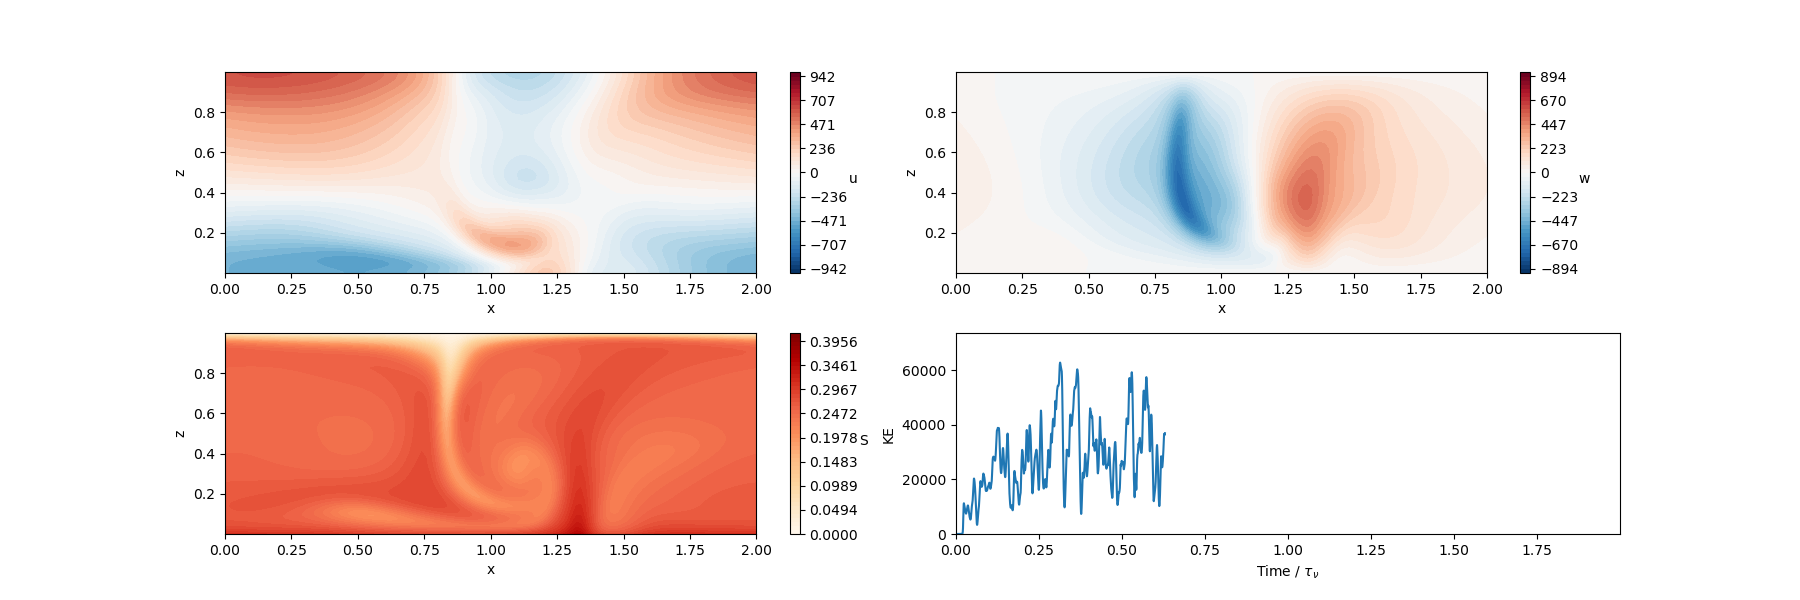 z
0.8
0.6
0.4
0.2
0.00 0.25 0.50 0.75 1.00 1.25 1.50 1.75 2.00
x
942
707
471
236
0
−236
−471
−707
−942
u
z
0.8
0.6
0.4
0.2
0.00 0.25 0.50 0.75 1.00 1.25 1.50 1.75 2.00
x
894
670
447
223
0
−223
−447
−670
−894
w
z
0.8
0.6
0.4
0.2
0.00 0.25 0.50 0.75 1.00 1.25 1.50 1.75 2.00
x
0.3956
0.3461
0.2967
0.2472
0.1978
0.1483
0.0989
0.0494
0.0000
S
KE
60000
40000
20000
0
0.00 0.25 0.50 0.75 1.00 1.25 1.50 1.75
Time / τν